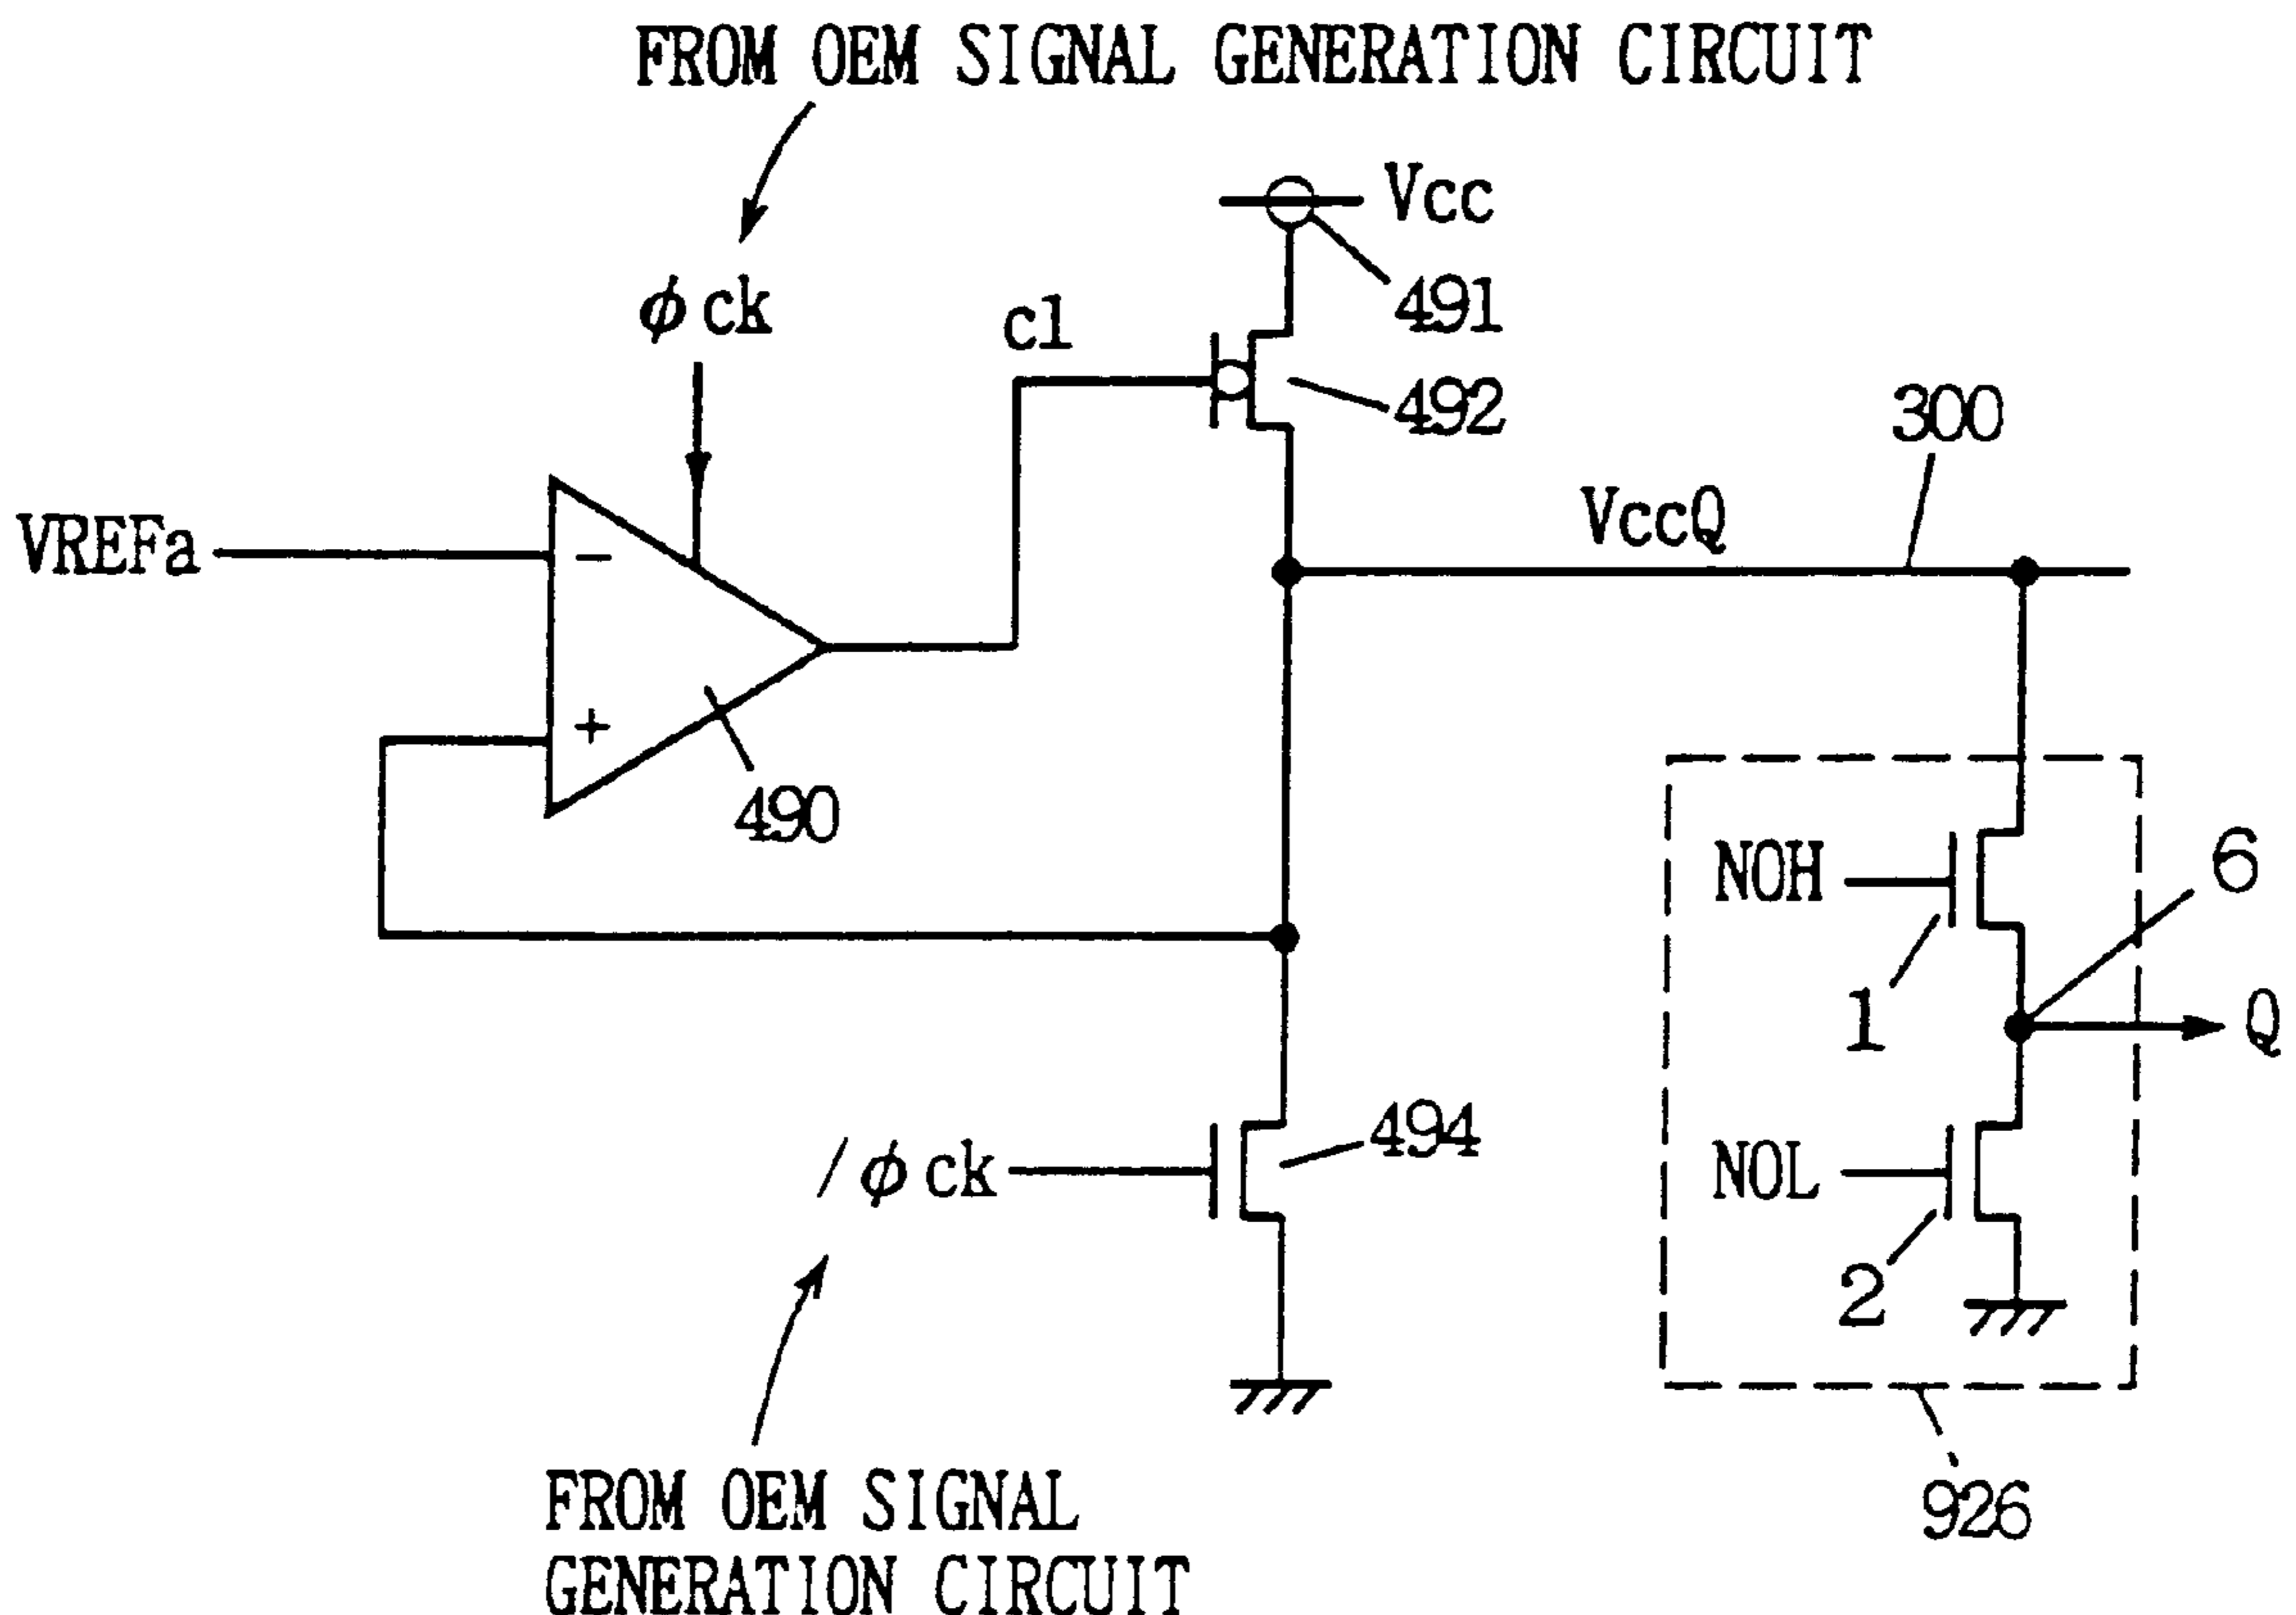 FROM OEM SIGNAL GENERATION CIRCUIT
Vcc
φck
491
c1
492
300
VREFa
VccQ
-
+
490
NOH
6
1
Q
494
/φck
NOL
2
FROM OEM SIGNAL
GENERATION CIRCUIT
926